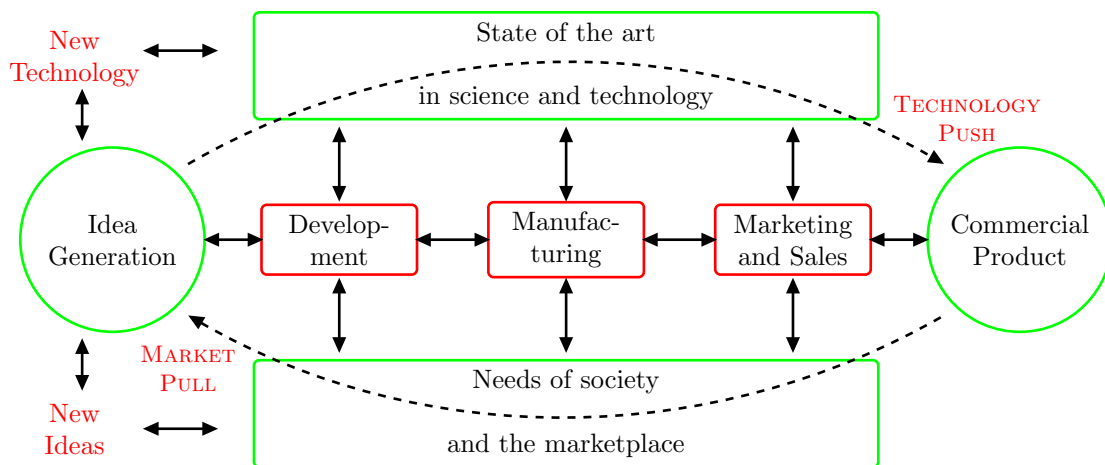 State of the art
New
Technology
in science and technology
TECHNOLOGY
PUSH
Idea
Generation
Develop-
ment
Manufac-
turing
Marketing
and Sales
Commercial
Product
MARKET
PULL
Needs of society
New
Ideas
and the marketplace